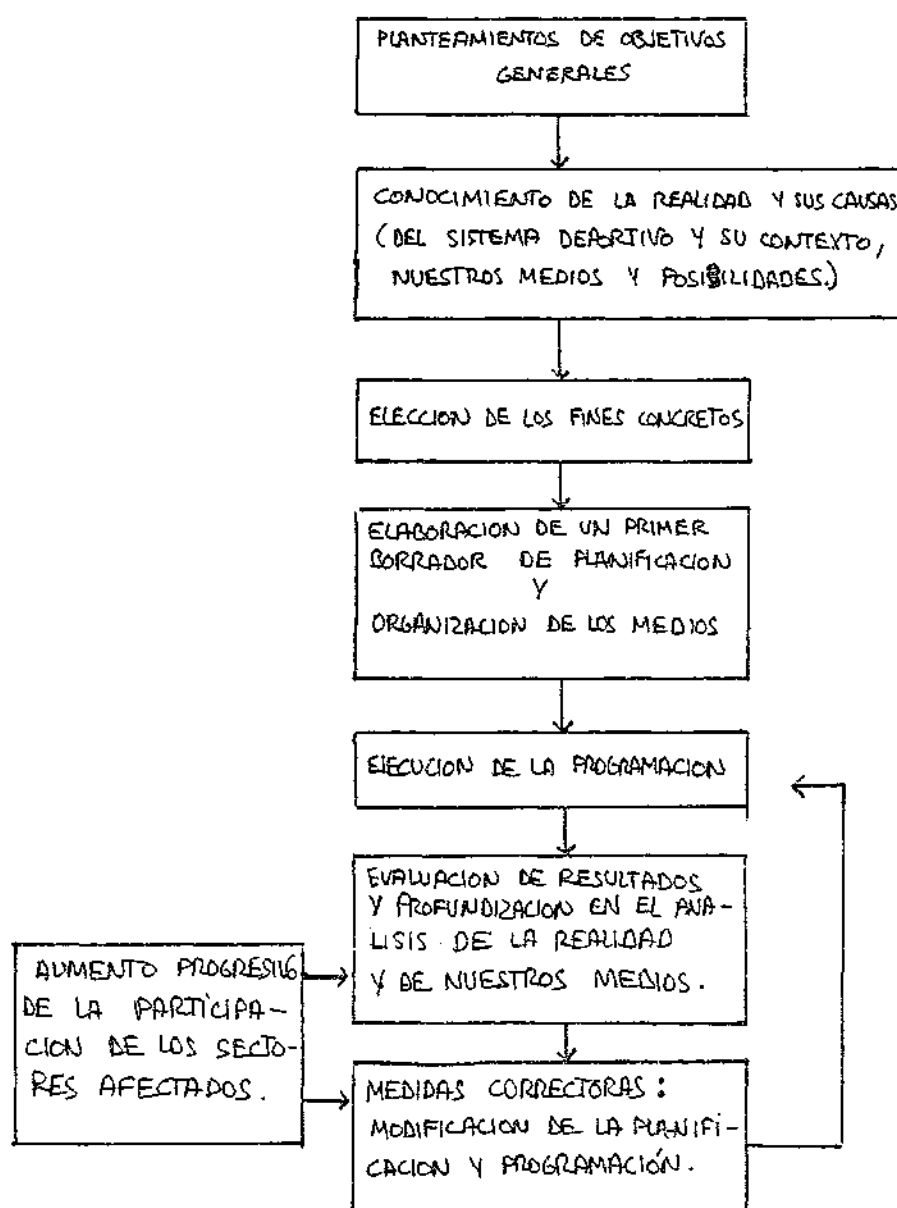 PLANTEAMIENTOS DE OBJETIVOS
GENERALES
CONOCIMIENTO DE LA REALIDAD Y SUS CAUSAS
(DEL SISTEMA DEPORTIVO Y SU CONTEXTO,
NUESTROS MEDIOS Y POSIBILIDADES.)
ELECCION DE LOS FINES CONCRETOS
ELABORACION DE UN PRIMER
BORRADOR DE PLANIFICACION
Y
ORGANIZACION DE LOS MEDIOS
EJECUCION DE LA PROGRAMACION
EVALUACION DE RESULTADOS
Y PROFUNDIZACION EN EL ANA-
LISIS DE LA REALIDAD
Y DE NUESTROS MEDIOS.
AUMENTO PROGRESIVO
DE LA PARTICIPA-
CION DE LOS SECTO-
RES AFECTADOS.
MEDIDAS CORRECTORAS:
MODIFICACION DE LA PLANIFI-
CACION Y PROGRAMACIÓN.